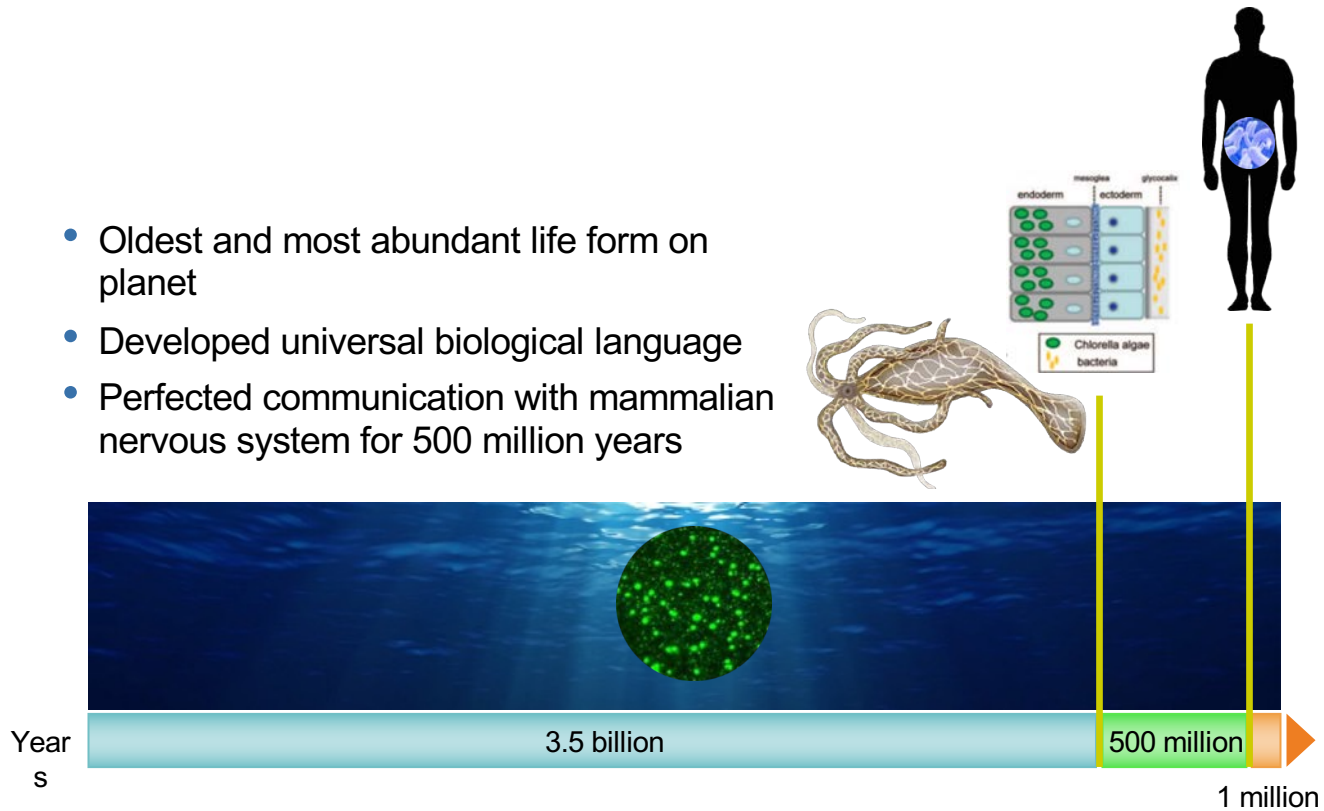 mesoglea glycocalix
endoderm ectoderm
• Oldest and most abundant life form on
planet
• Developed universal biological language
• Perfected communication with mammalian
nervous system for 500 million years
Chlorella algae
bacteria
Year
s
3.5 billion
500 million
1 million